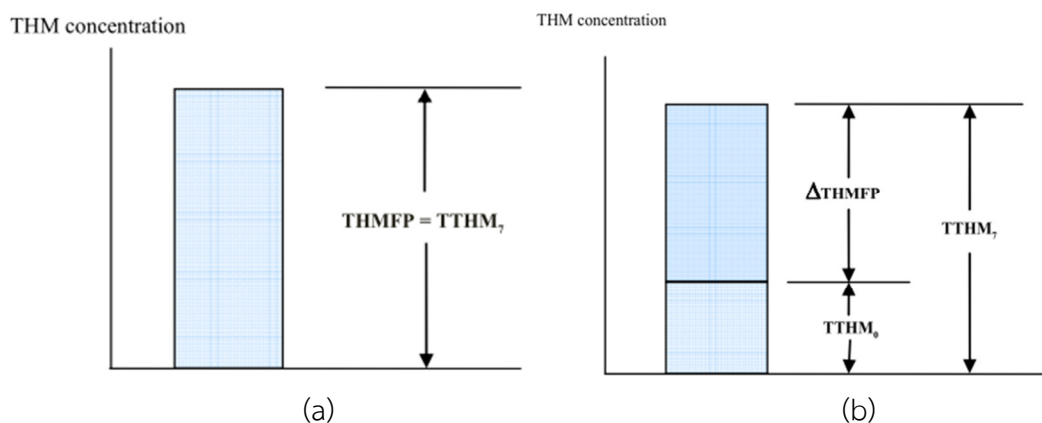 THM concentration
THMFP = TTHM₇
(a)
THM concentration
ΔTHMFP
TTHM₇
TTHM₀
(b)